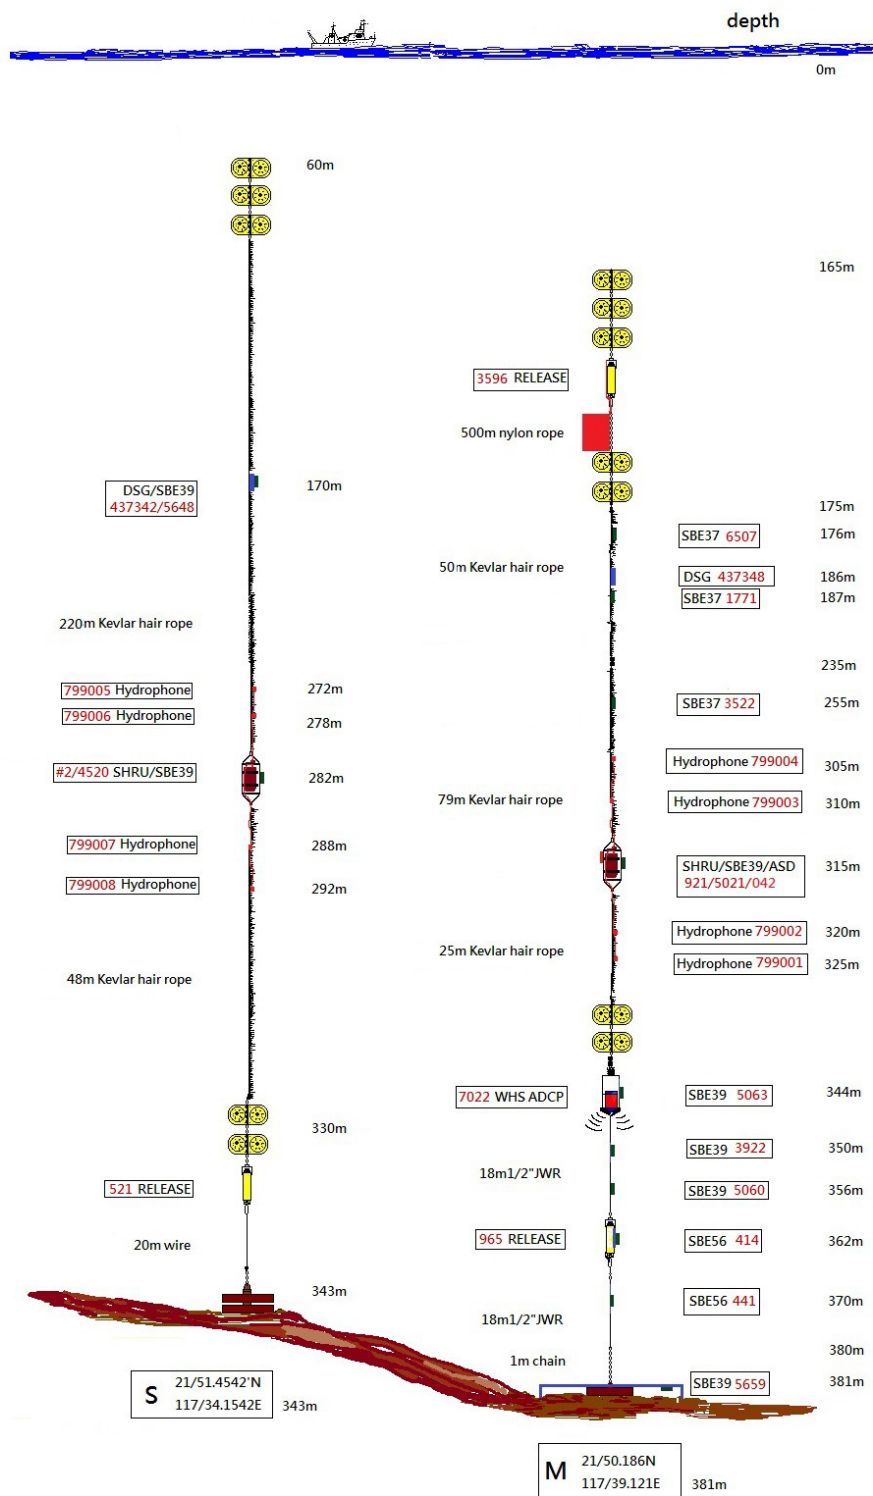 depth
0m
60m
165m
3596 RELEASE
500m nylon rope
DSG/SBE39
437342/5648
170m
175m
SBE37 6507
176m
50m Kevlar hair rope
DSG 437348
186m
SBE37 1771
187m
220m Kevlar hair rope
235m
799005 Hydrophone
272m
SBE37 3522
255m
799006 Hydrophone
278m
Hydrophone 799004
305m
#2/4520 SHRU/SBE39
282m
79m Kevlar hair rope
Hydrophone 799003
310m
799007 Hydrophone
288m
SHRU/SBE39/ASD
921/5021/042
315m
799008 Hydrophone
292m
Hydrophone 799002
320m
25m Kevlar hair rope
Hydrophone 799001
325m
48m Kevlar hair rope
7022 WHS ADCP
SBE39 5063
344m
330m
SBE39 3922
350m
18m1/2"JWR
521 RELEASE
SBE39 5060
356m
20m wire
965 RELEASE
SBE56 414
362m
343m
SBE56 441
370m
18m1/2"JWR
380m
1m chain
SBE39 5659
381m
S
21/51.4542'N
117/34.1542E
343m
M
21/50.186N
117/39.121E
381m